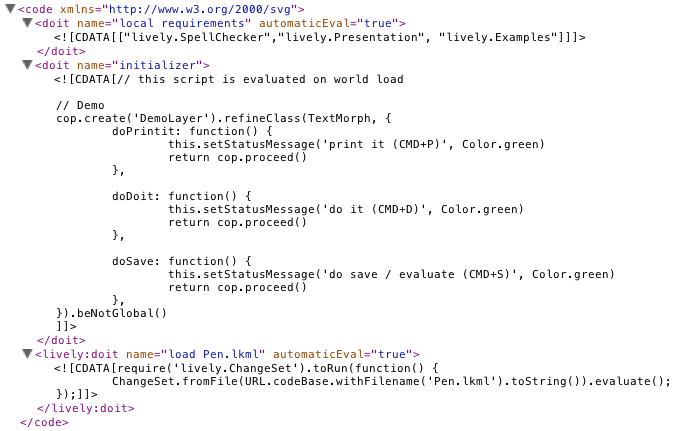 <code xmlns="http://www.w3.org/2000/svg">
<doit name="local requirements" automaticEval="true">
<![CDATA[["lively.SpellChecker","lively.Presentation", "lively.Examples"]]]>
</doit>
<doit name="initializer">
<![CDATA[// this script is evaluated on world load
// Demo
cop.create('DemoLayer').refineClass(TextMorph, {
doPrintit: function() {
this.setStatusMessage('print it (CMD+P)', Color.green)
return cop.proceed()
},
doDoit: function() {
this.setStatusMessage('do it (CMD+D)', Color.green)
return cop.proceed()
},
doSave: function() {
this.setStatusMessage('do save / evaluate (CMD+S)', Color.green)
return cop.proceed()
},
}).beNotGlobal()
]]>
</doit>
<lively:doit name="load Pen.lkml" automaticEval="true">
<![CDATA[require('lively.ChangeSet').toRun(function() {
ChangeSet.fromFile(URL.codeBase.withFilename('Pen.lkml').toString()).evaluate();
});]]>
</lively:doit>
</code>